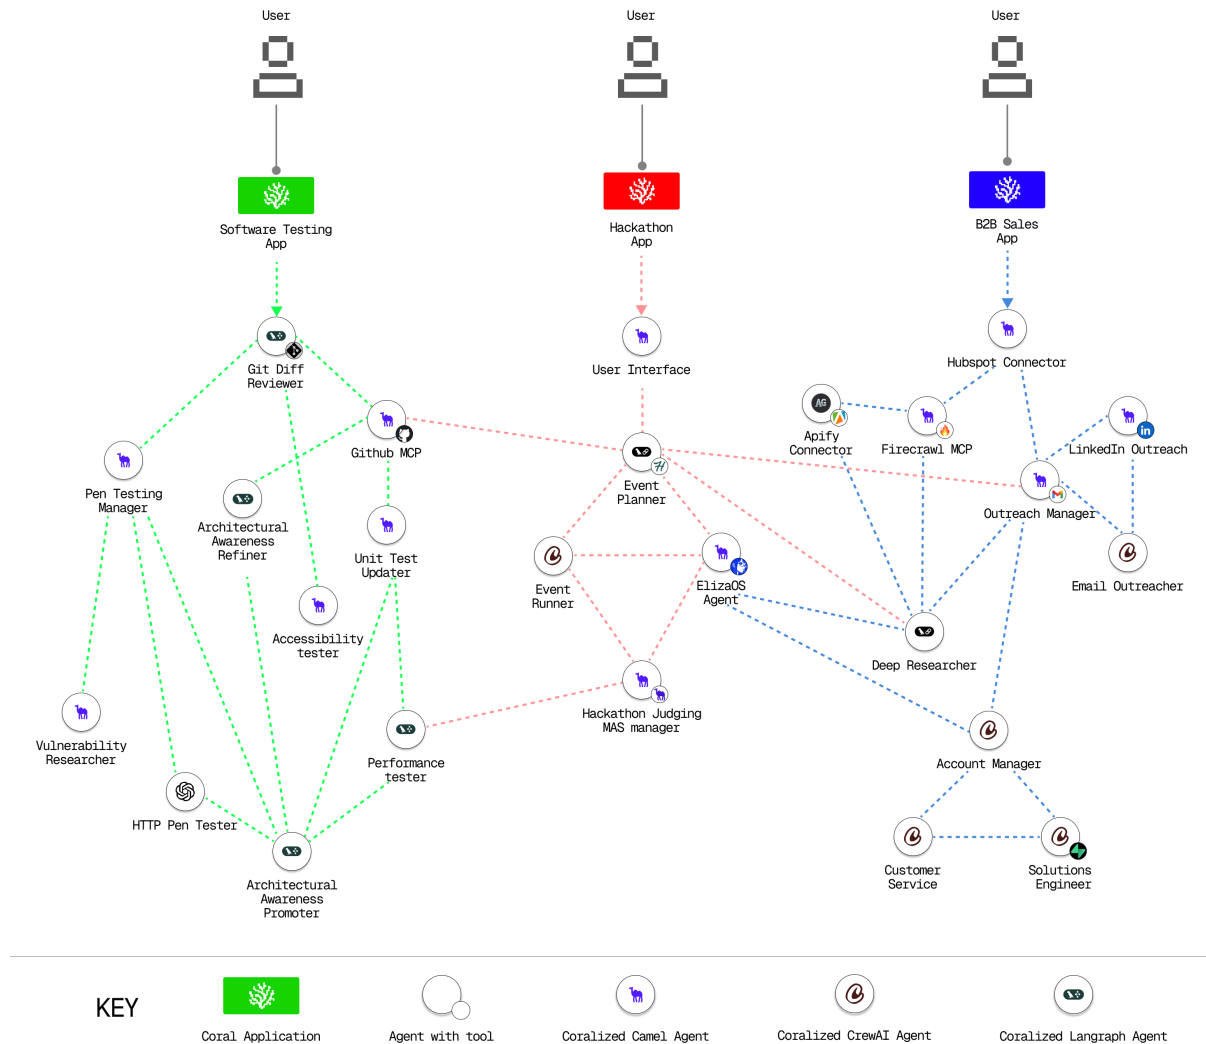 User
User
User
Software Testing
App
Hackathon
App
B2B Sales
App
Git Diff
Reviewer
User Interface
Hubspot Connector
AG
Apify
Connector
Firecrawl MCP
in
LinkedIn Outreach
Github MCP
Pen Testing
Manager
Event
Planner
Outreach Manager
Architectural
Awareness
Refiner
Unit Test
Updater
Event
Runner
ElizaOS
Agent
Email Outreacher
Accessibility
tester
Deep Researcher
Hackathon Judging
MAS manager
Vulnerability
Researcher
Performance
tester
Account Manager
HTTP Pen Tester
Customer
Service
Solutions
Engineer
Architectural
Awareness
Promoter
KEY
Coral Application
Agent with tool
Coralized Camel Agent
Coralized CrewAI Agent
Coralized Langraph Agent